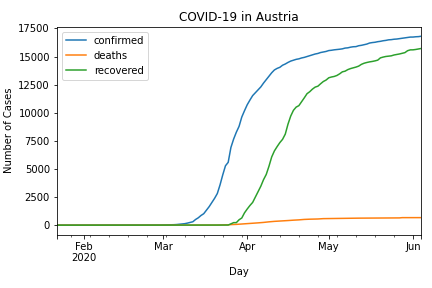 COVID-19 in Austria
17500
15000
12500
10000
7500
5000
2500
0
Number of Cases
confirmed
deaths
recovered
Feb
2020
Mar
Apr
May
Jun
Day